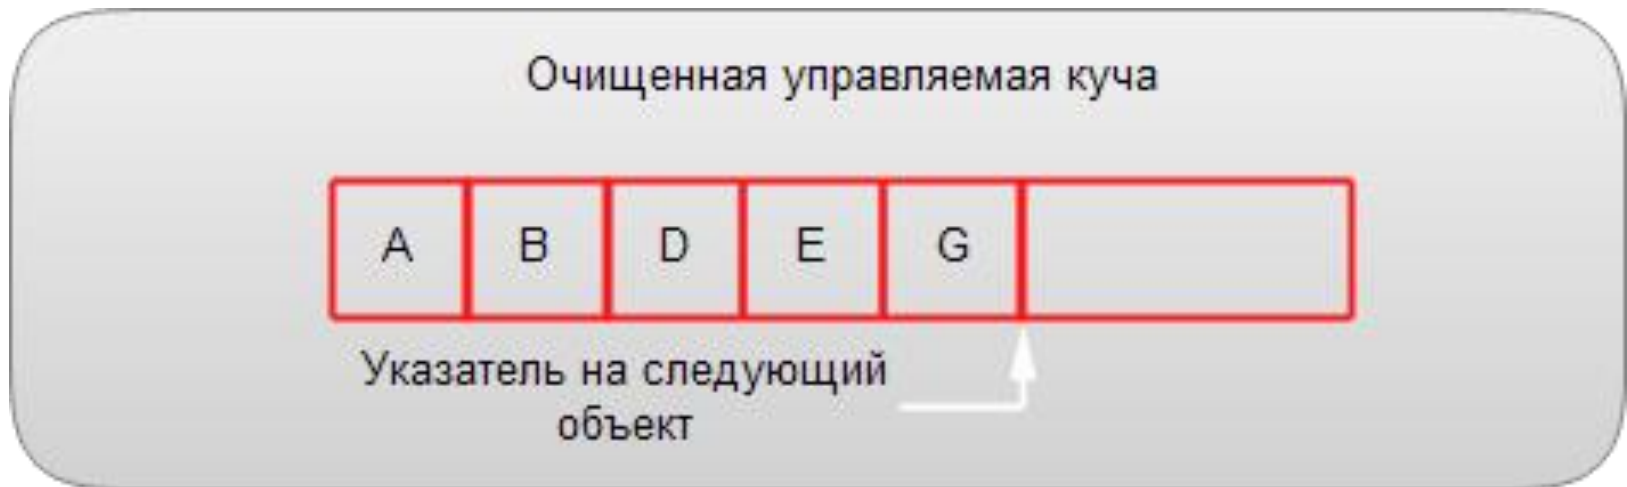 Очищенная управляемая куча
A B D E G
Указатель на следующий
объект